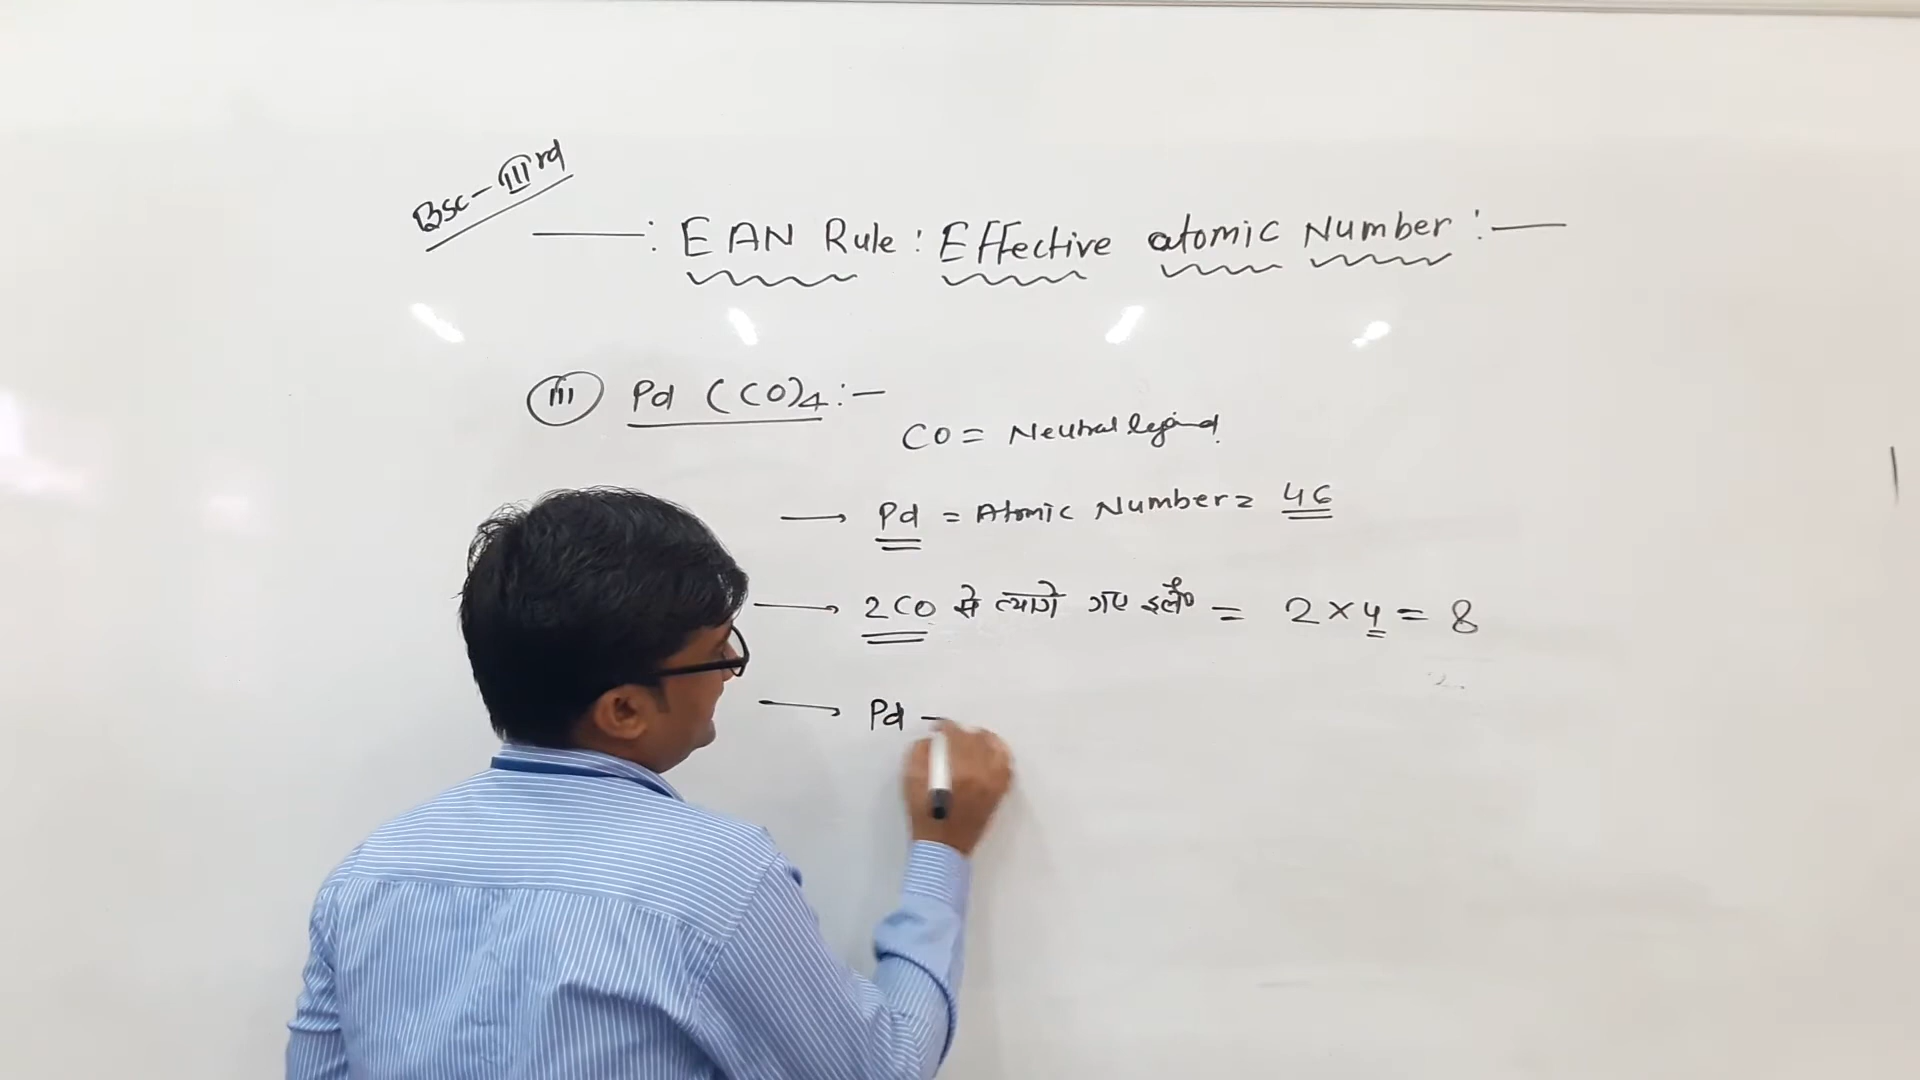 Bsc - IIIrd
: EAN Rule : Effective atomic Number : —
(III) Pd (CO)4 :-
CO = Neutral legand.
→ Pd = Atomic Number = 46
→ 2CO से त्यागे गए इलै० = 2 × 4 = 8
→ Pd -